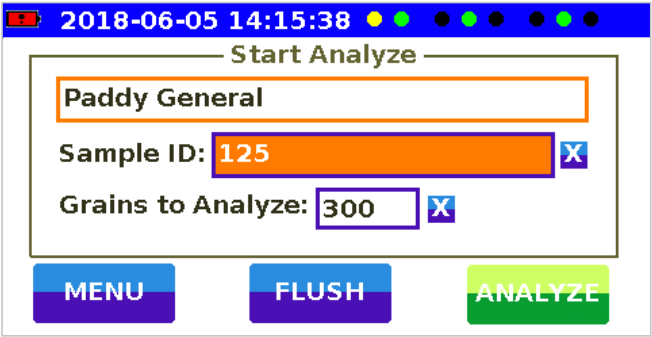 2018-06-05 14:15:38
Start Analyze
Paddy General
Sample ID: 125 X
Grains to Analyze: 300 X
MENU FLUSH ANALYZE